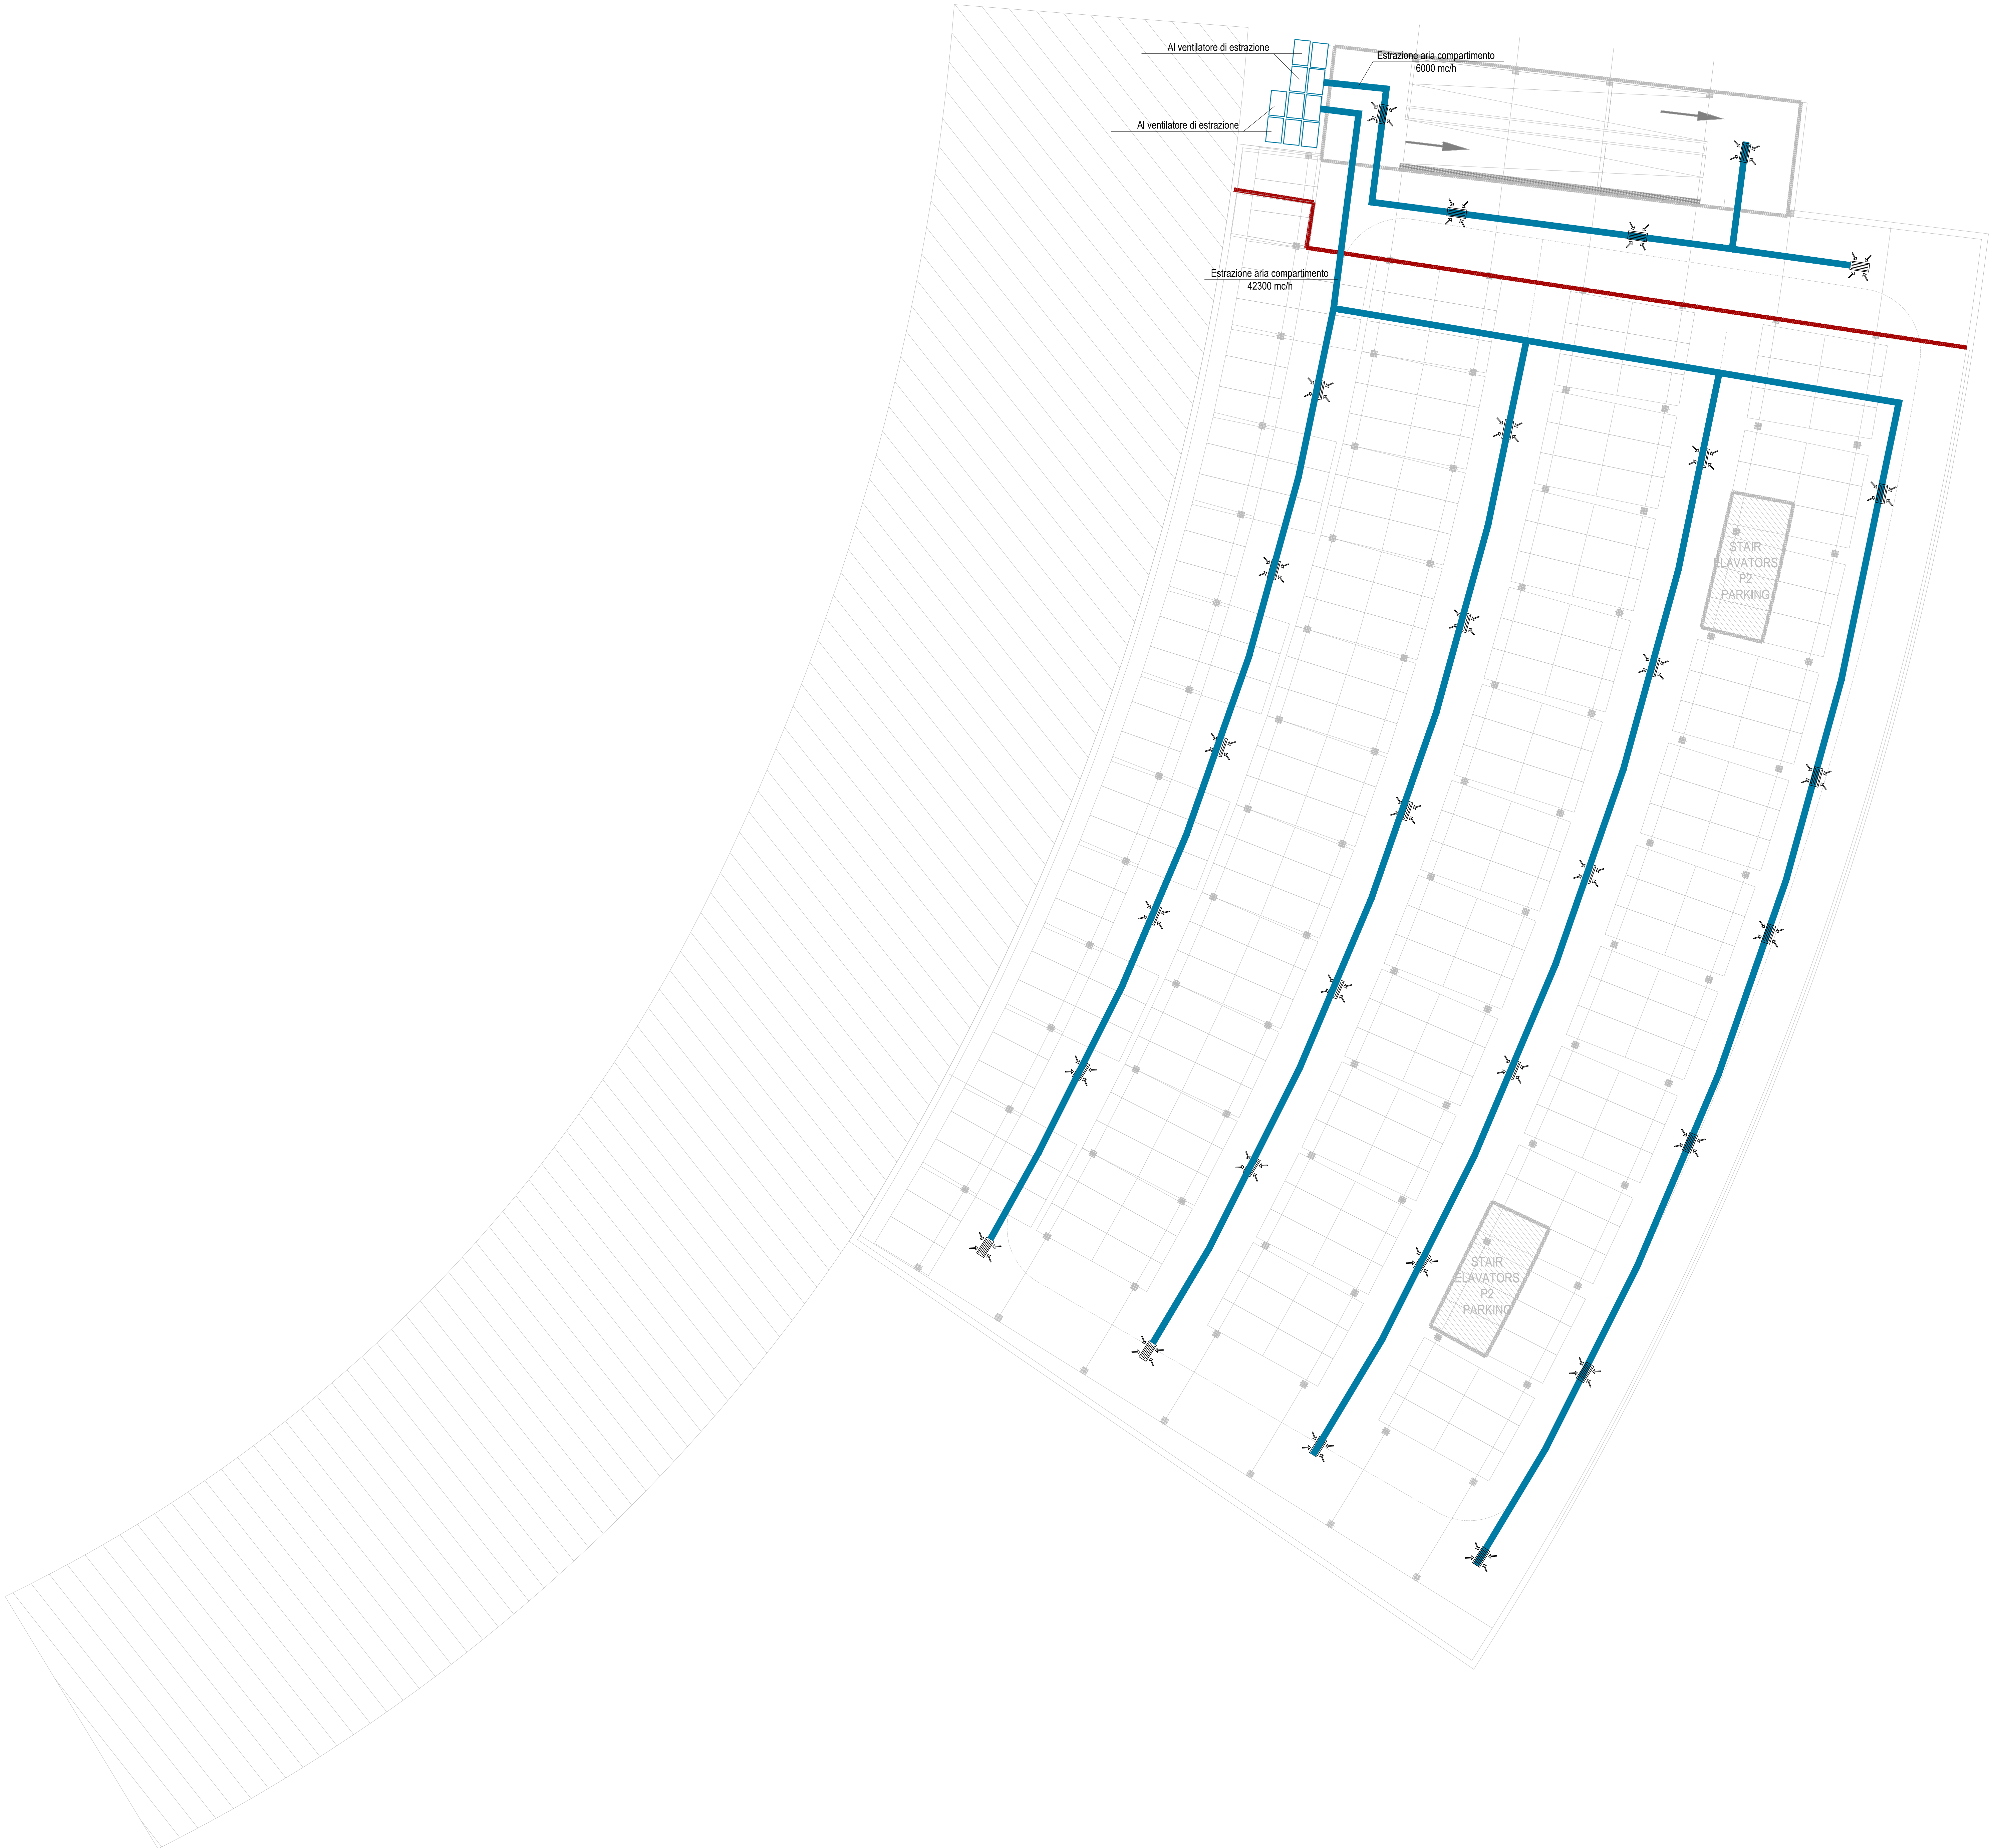 Al ventilatore di estrazione
Estrazione aria compartimento
6000 mc/h
Al ventilatore di estrazione
Estrazione aria compartimento
42300 mc/h
STAIR
ELAVATORS
P2
PARKING
STAIR
ELAVATORS
P2
PARKING